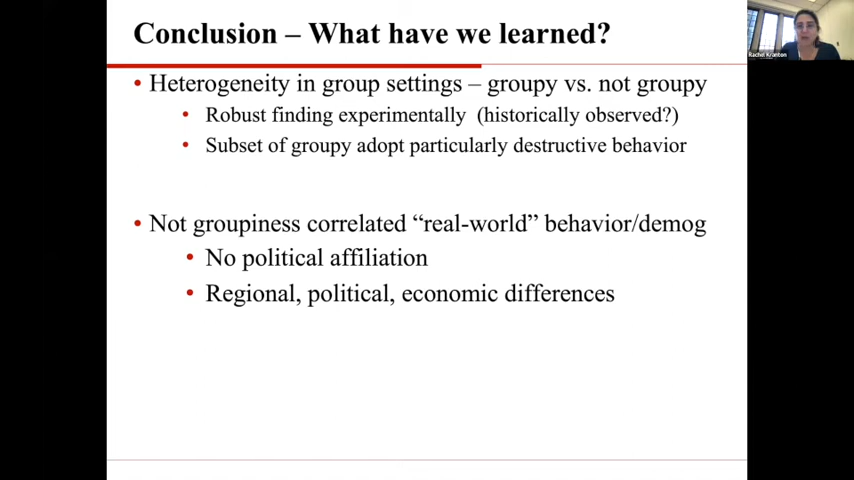 Conclusion – What have we learned?
• Heterogeneity in group settings – groupy vs. not groupy
• Robust finding experimentally (historically observed?)
• Subset of groupy adopt particularly destructive behavior
• Not groupiness correlated “real-world” behavior/demog
• No political affiliation
• Regional, political, economic differences
Rachel Kranton